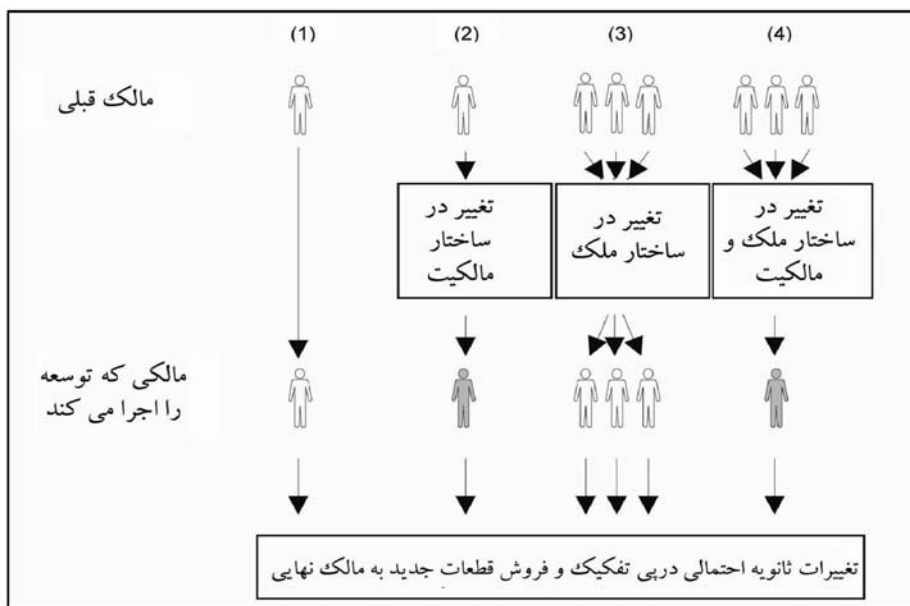 (1) (2) (3) (4)
مالک قبلی
تغییر در
ساختار
مالکیت
تغییر در
ساختار ملک
تغییر در
ساختار ملک و
مالکیت
مالکی که توسعه
را اجرا می کند
تغییرات ثانویه احتمالی درپی تفکیک و فروش قطعات جدید به مالک نهایی